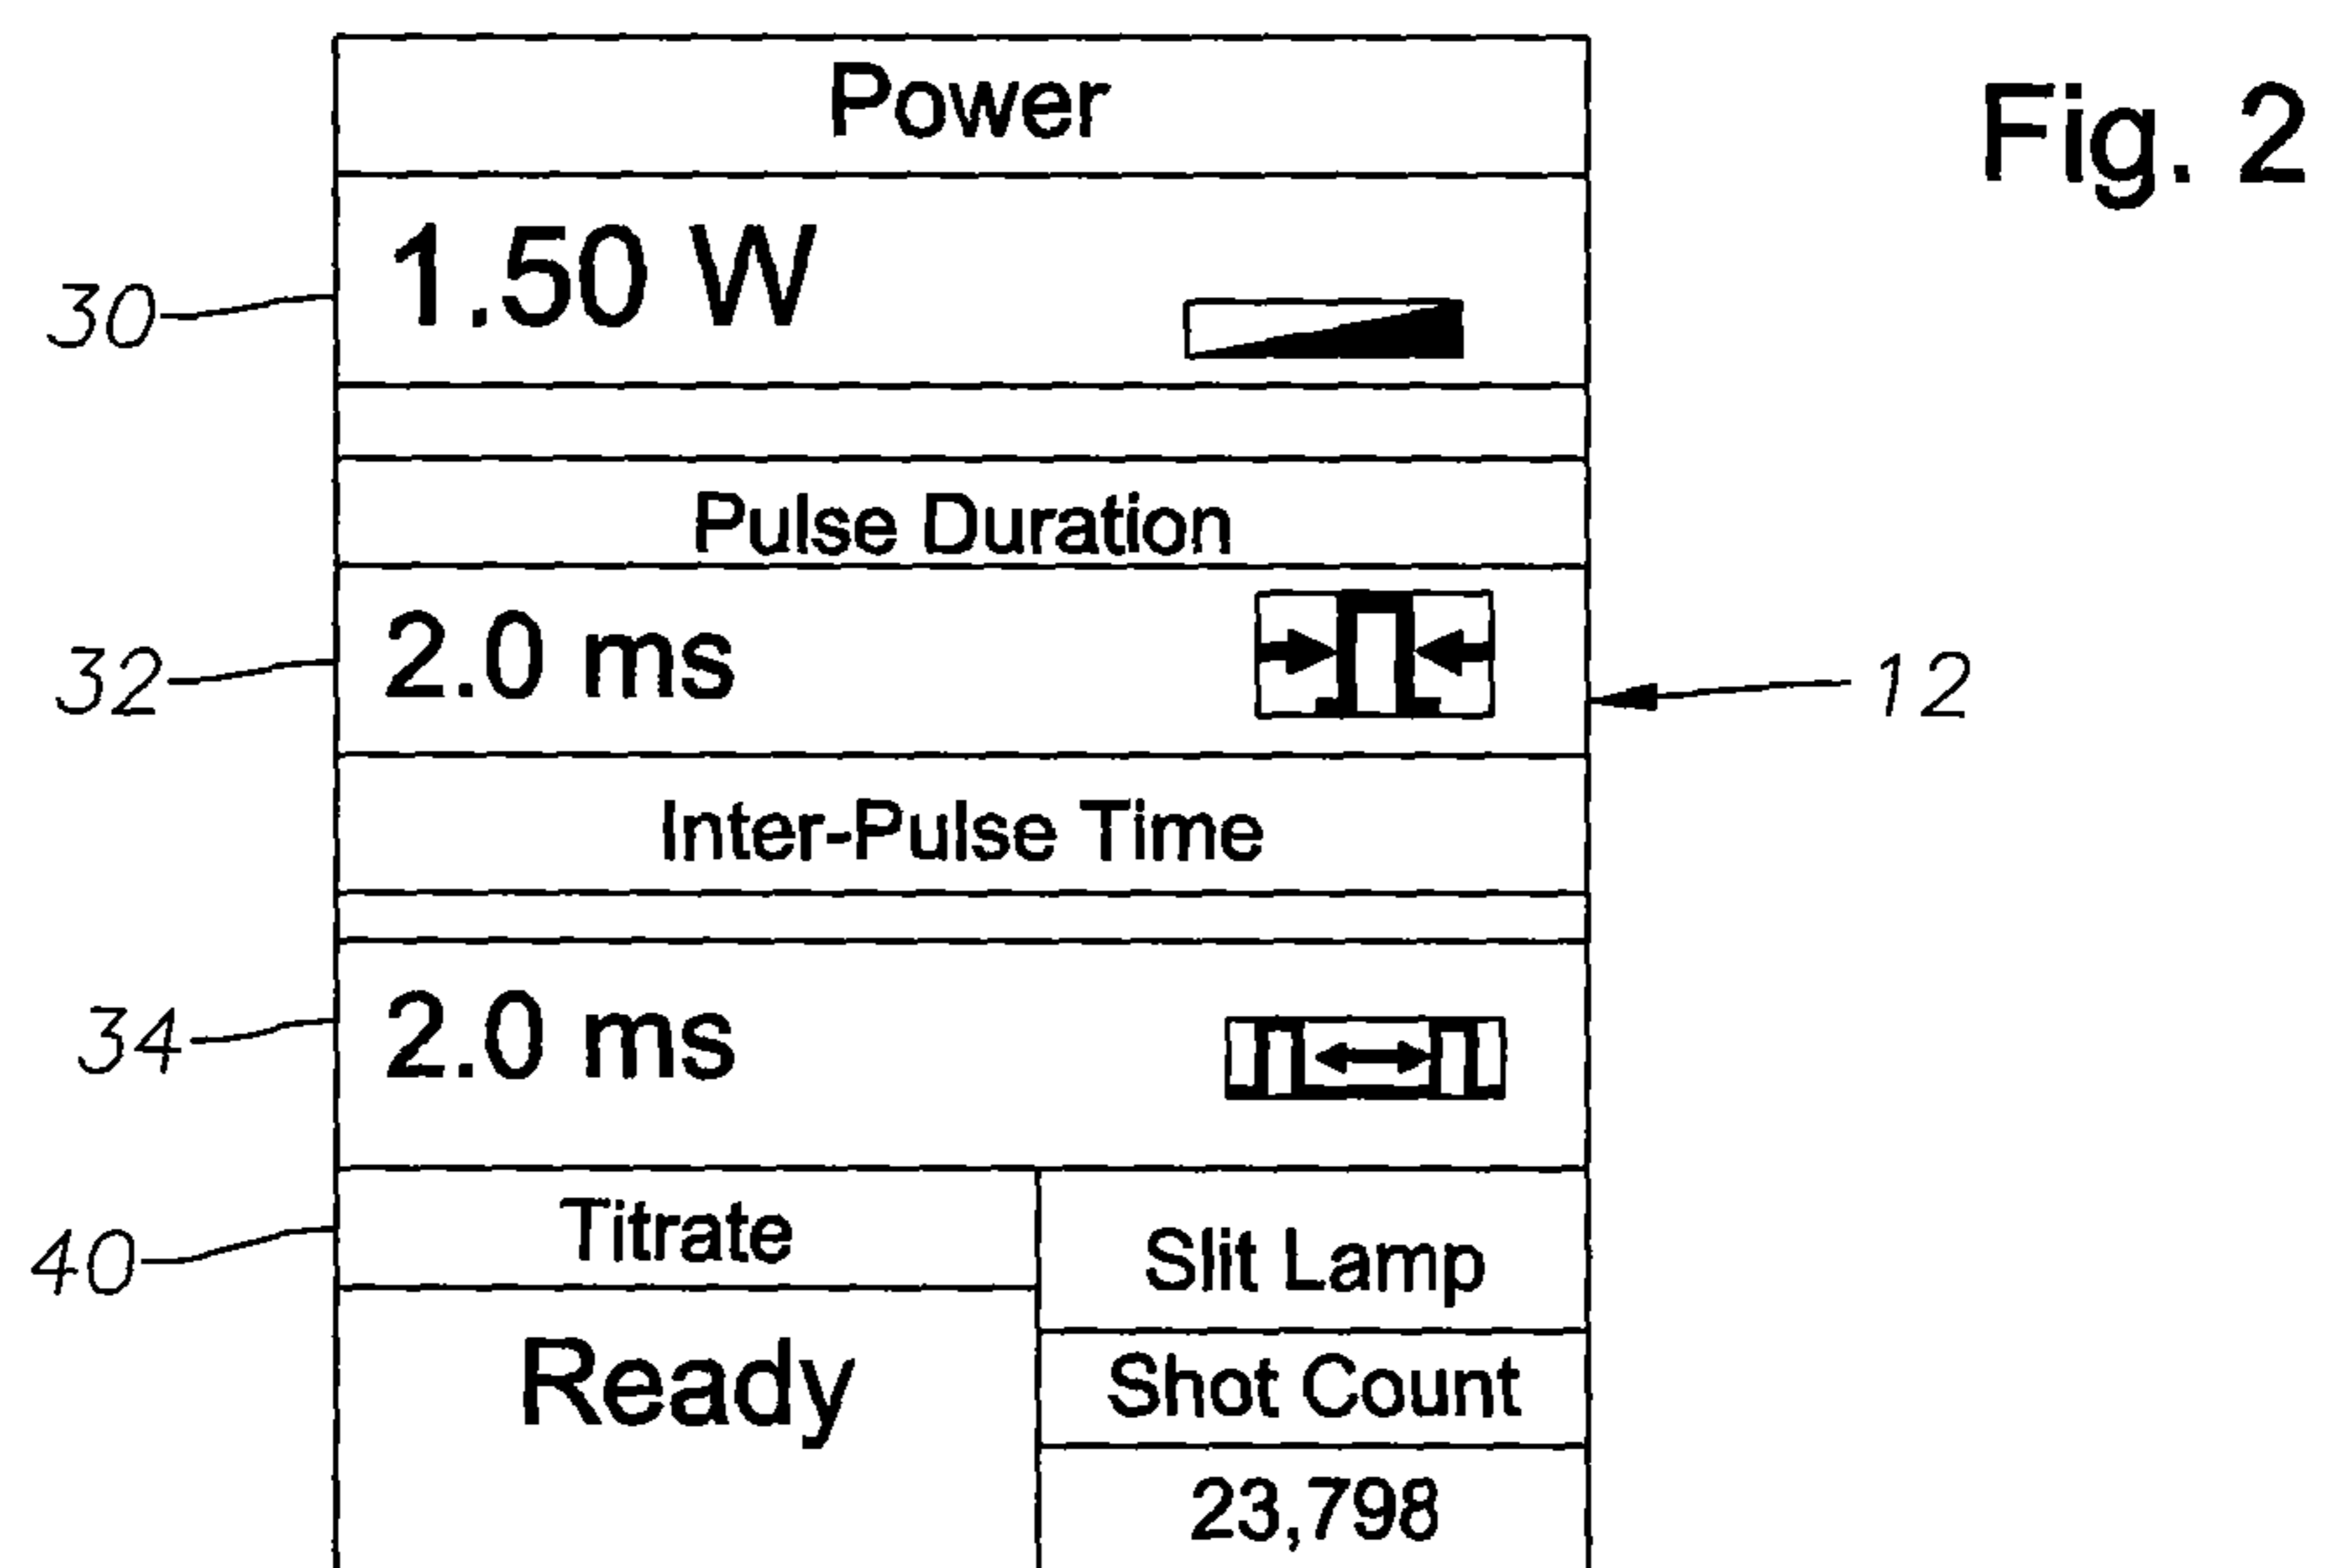 Power
Fig. 2
1.50 W
30
Pulse Duration
2.0 ms
32
12
Inter-Pulse Time
2.0 ms
34
Titrate
40
Slit Lamp
Ready
Shot Count
23,798